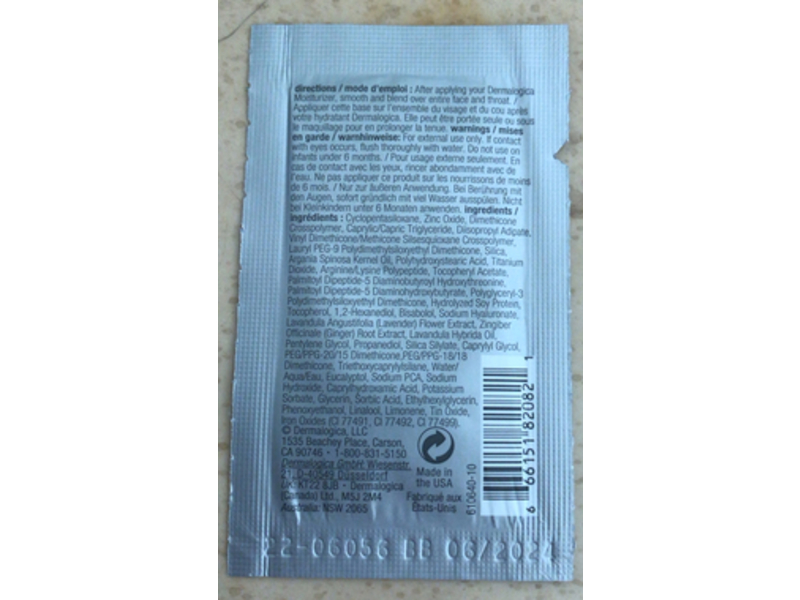 directions / mode d'emploi : After applying your Dermalogica
Moisturizer, smooth and blend over entire face and throat. /
Appliquer cette base sur l'ensemble du visage et du cou après
votre hydratant Dermalogica. Elle peut être portée seule ou sous
le maquillage pour en prolonger la tenue. warnings / mises
en garde / warnhinweise: For external use only. If contact
with eyes occurs, flush thoroughly with water. Do not use on
infants under 6 months. / Pour usage externe seulement. En
cas de contact avec les yeux, rincer abondamment avec de
l'eau. Ne pas appliquer ce produit sur les nourrissons de moins
de 6 mois. / Nur zur äußeren Anwendung. Bei Berührung mit
den Augen, sofort gründlich mit viel Wasser ausspülen. Nicht
bei Kleinkindern unter 6 Monaten anwenden. ingredients /
ingrédients : Cyclopentasiloxane, Zinc Oxide, Dimethicone
Crosspolymer, Caprylic/Capric Triglyceride, Diisopropyl Adipate,
Vinyl Dimethicone/Methicone Silsesquioxane Crosspolymer,
Lauryl PEG-9 Polydimethylsiloxyethyl Dimethicone, Silica,
Argania Spinosa Kernel Oil, Polyhydroxystearic Acid, Titanium
Dioxide, Arginine/Lysine Polypeptide, Tocopheryl Acetate,
Palmitoyl Dipeptide-5 Diaminobutyroyl Hydroxythreonine,
Palmitoyl Dipeptide-5 Diaminohydroxybutyrate, Polyglyceryl-3
Polydimethylsiloxyethyl Dimethicone, Hydrolyzed Soy Protein,
Tocopherol, 1,2-Hexanediol, Bisabolol, Sodium Hyaluronate,
Lavandula Angustifolia (Lavender) Flower Extract, Zingiber
Officinale (Ginger) Root Extract, Lavandula Hybrida Oil,
Pentylene Glycol, Propanediol, Silica Silylate, Caprylyl Glycol,
PEG/PPG-20/15 Dimethicone,PEG/PPG-18/18
Dimethicone, Triethoxycaprylylsilane, Water/
Aqua/Eau, Eucalyptol, Sodium PCA, Sodium
Hydroxide, Caprylhydroxamic Acid, Potassium
Sorbate, Glycerin, Sorbic Acid, Ethylhexylglycerin,
Phenoxyethanol, Linalool, Limonene, Tin Oxide,
Iron Oxides (CI 77491, CI 77492, CI 77499).
© Dermalogica, LLC
1535 Beachey Place, Carson,
CA 90746 • 1-800-831-5150
Dermalogica GmbH Wiesenstr.
21, D-40549 Düsseldorf
UK: KT22 8JB • Dermalogica
(Canada) Ltd., M5J 2M4
Australia: NSW 2065
Made in
the USA
Fabriqué aux
États-Unis
610640-10
6 66151 82082 1
22-06056 BB 06/2024